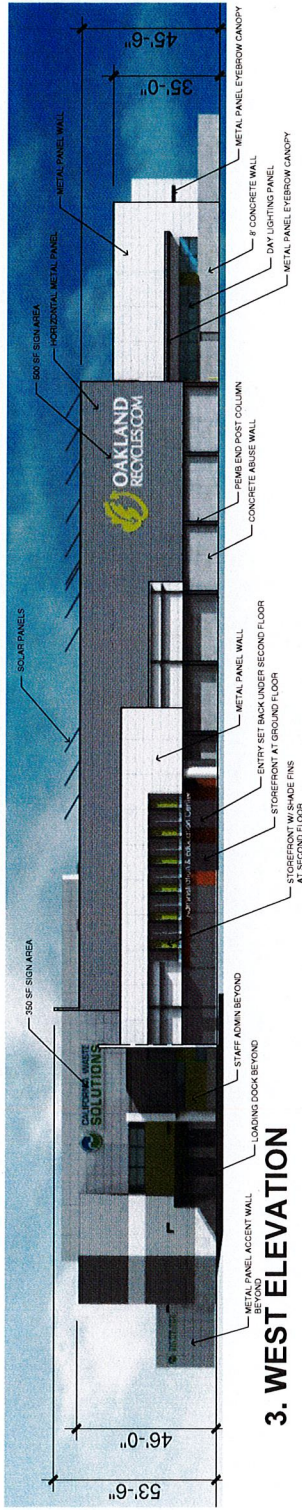 SOLAR PANELS
350 SF SIGN AREA
500 SF SIGN AREA
HORIZONTAL METAL PANEL
METAL PANEL WALL
53'-6"
46'-0"
45'-6"
35'-0"
CALIFORNIA WASTE
SOLUTIONS
OAKLAND
RECYCLES.COM
Administration & Education Center
METAL PANEL EYEBROW CANOPY
8' CONCRETE WALL
DAY LIGHTING PANEL
METAL PANEL EYEBROW CANOPY
PEMB END POST COLUMN
CONCRETE ABUSE WALL
METAL PANEL WALL
ENTRY SET BACK UNDER SECOND FLOOR
STOREFRONT AT GROUND FLOOR
STOREFRONT W/ SHADE FINS
AT SECOND FLOOR
STAFF ADMIN BEYOND
LOADING DOCK BEYOND
METAL PANEL ACCENT WALL
BEYOND
3. WEST ELEVATION